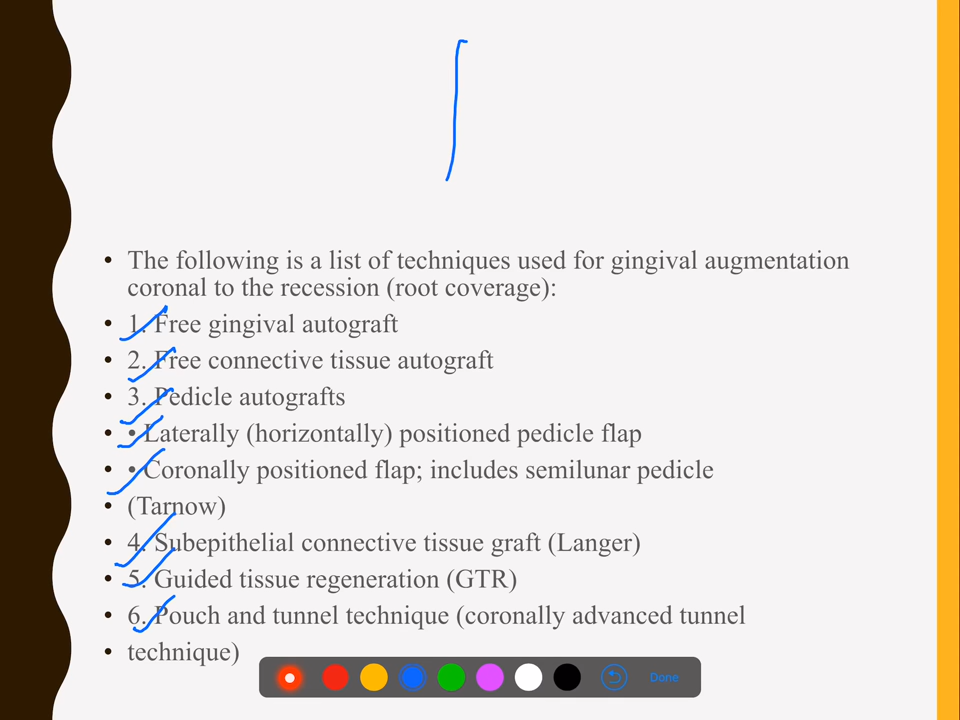 • The following is a list of techniques used for gingival augmentation
coronal to the recession (root coverage):
• 1. Free gingival autograft
• 2. Free connective tissue autograft
• 3. Pedicle autografts
• • Laterally (horizontally) positioned pedicle flap
• • Coronally positioned flap; includes semilunar pedicle
• (Tarnow)
• 4. Subepithelial connective tissue graft (Langer)
• 5. Guided tissue regeneration (GTR)
• 6. Pouch and tunnel technique (coronally advanced tunnel
• technique)
Done